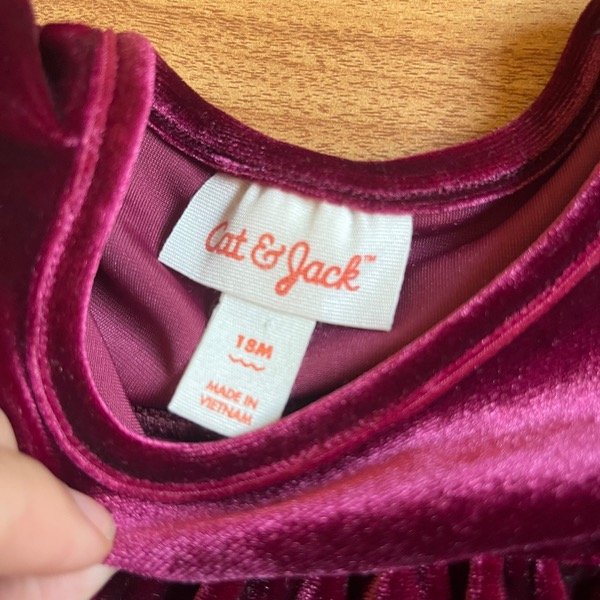 Cat & Jack™
18M
MADE IN
VIETNAM